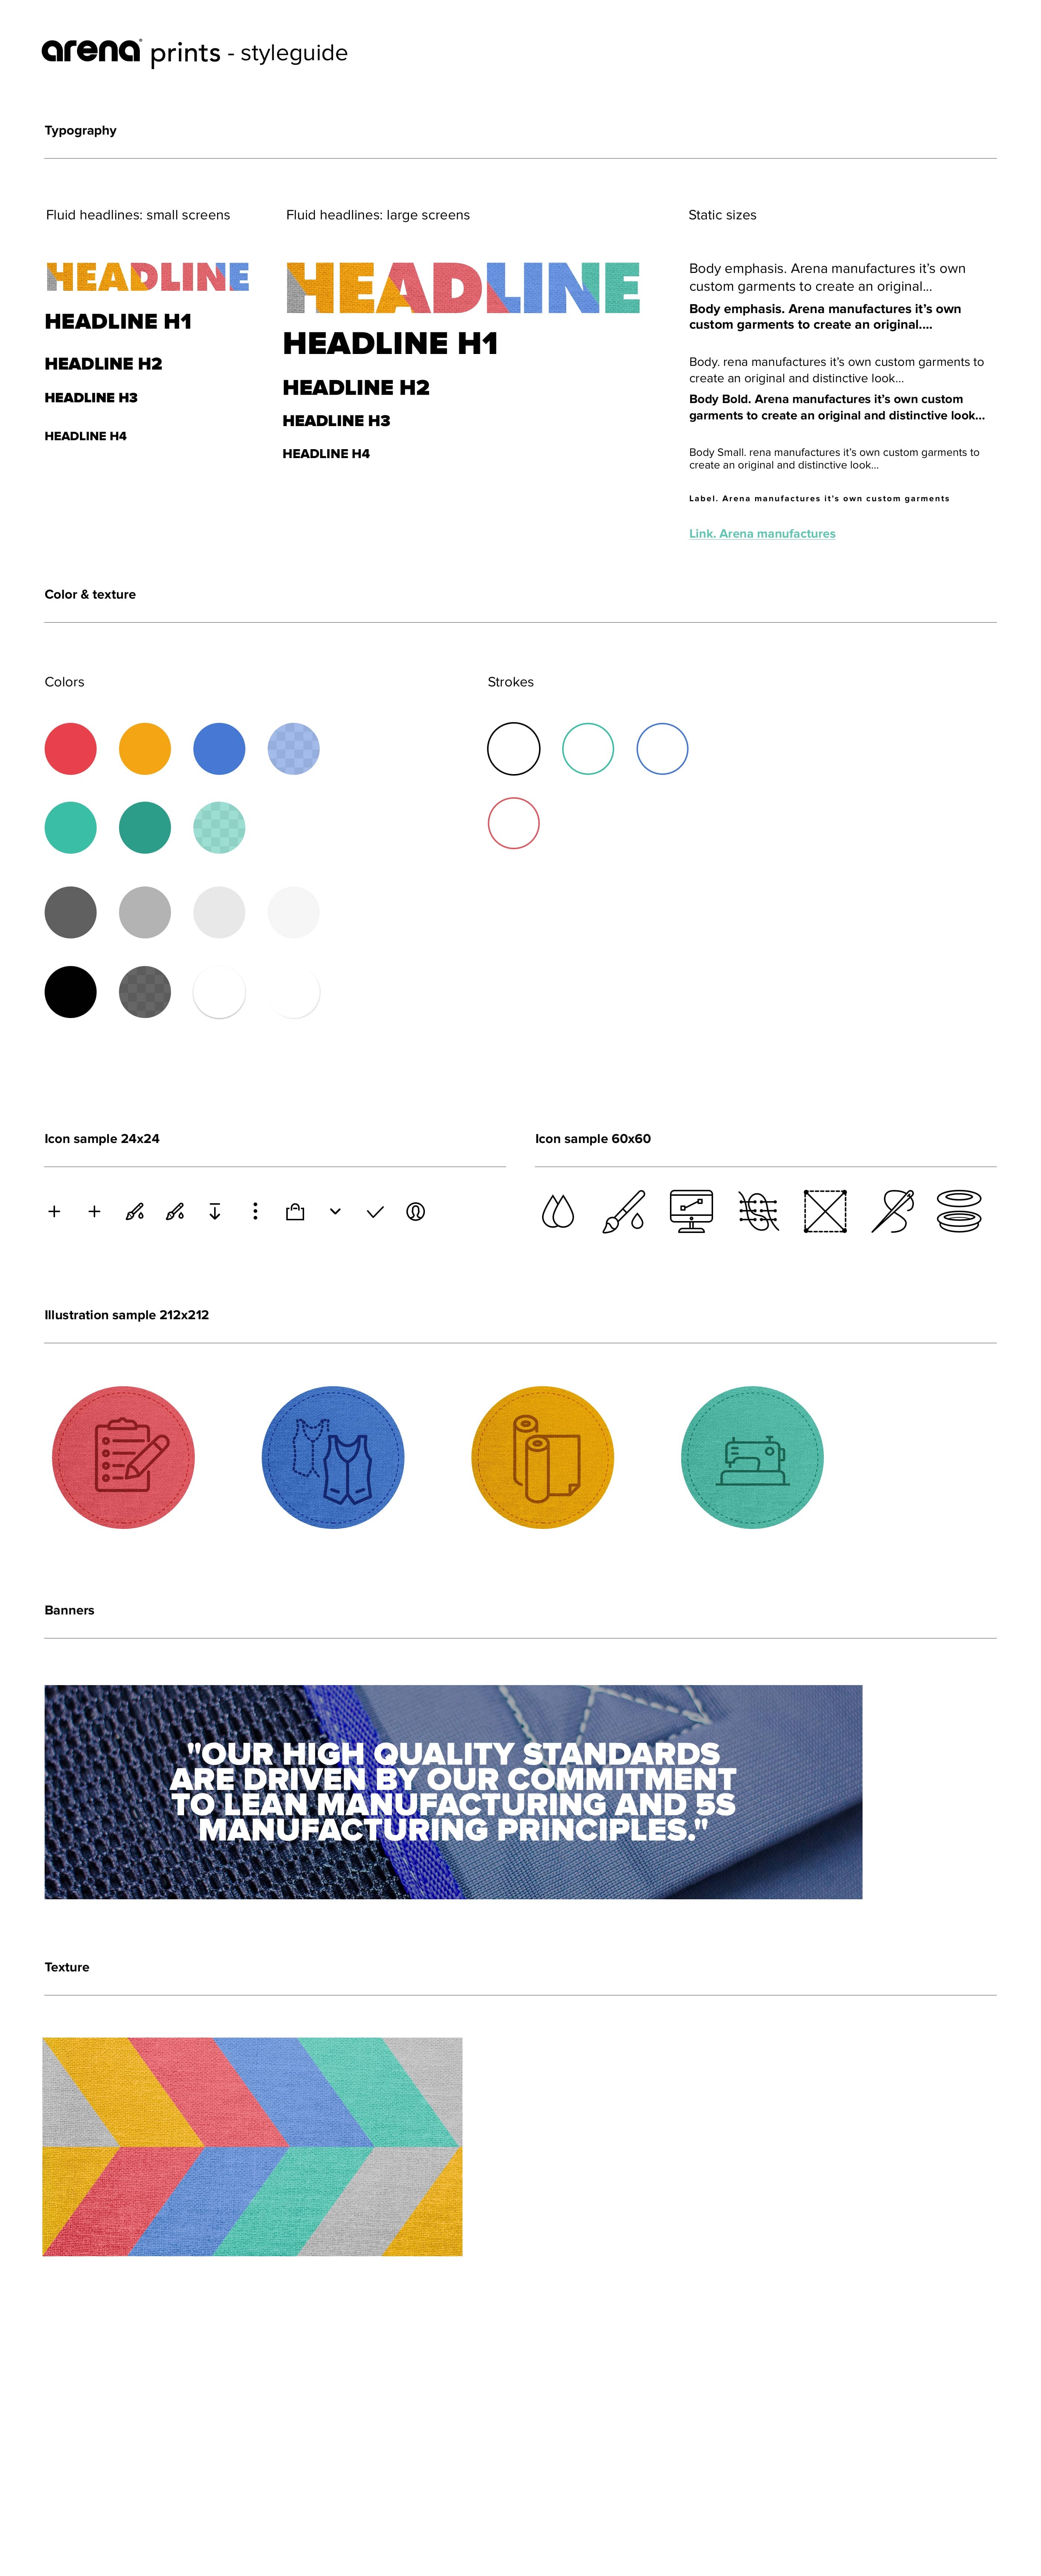 arena® prints - styleguide
Typography
Fluid headlines: small screens
HEADLINE
HEADLINE H1
HEADLINE H2
HEADLINE H3
HEADLINE H4
Fluid headlines: large screens
HEADLINE
HEADLINE H1
HEADLINE H2
HEADLINE H3
HEADLINE H4
Static sizes
Body emphasis. Arena manufactures it’s own
custom garments to create an original...
Body emphasis. Arena manufactures it’s own
custom garments to create an original....
Body. rena manufactures it’s own custom garments to
create an original and distinctive look...
Body Bold. Arena manufactures it’s own custom
garments to create an original and distinctive look...
Body Small. rena manufactures it’s own custom garments to
create an original and distinctive look...
Label. Arena manufactures it’s own custom garments
Link. Arena manufactures
Color & texture
Colors
Strokes
Icon sample 24x24
Icon sample 60x60
Illustration sample 212x212
Banners
"OUR HIGH QUALITY STANDARDS
ARE DRIVEN BY OUR COMMITMENT
TO LEAN MANUFACTURING AND 5S
MANUFACTURING PRINCIPLES."
Texture